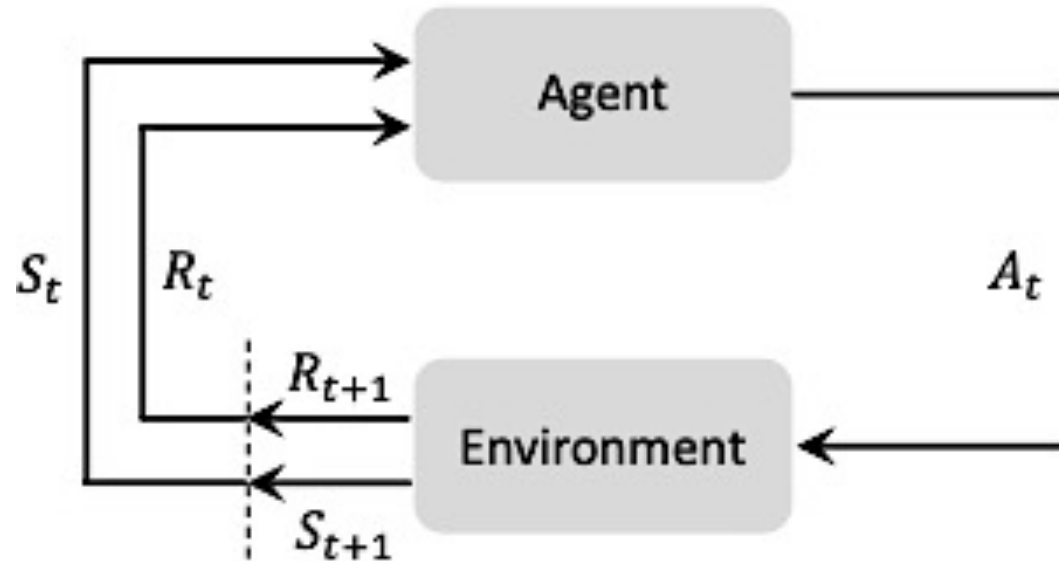 Agent
S_t
R_t
A_t
R_{t+1}
Environment
S_{t+1}